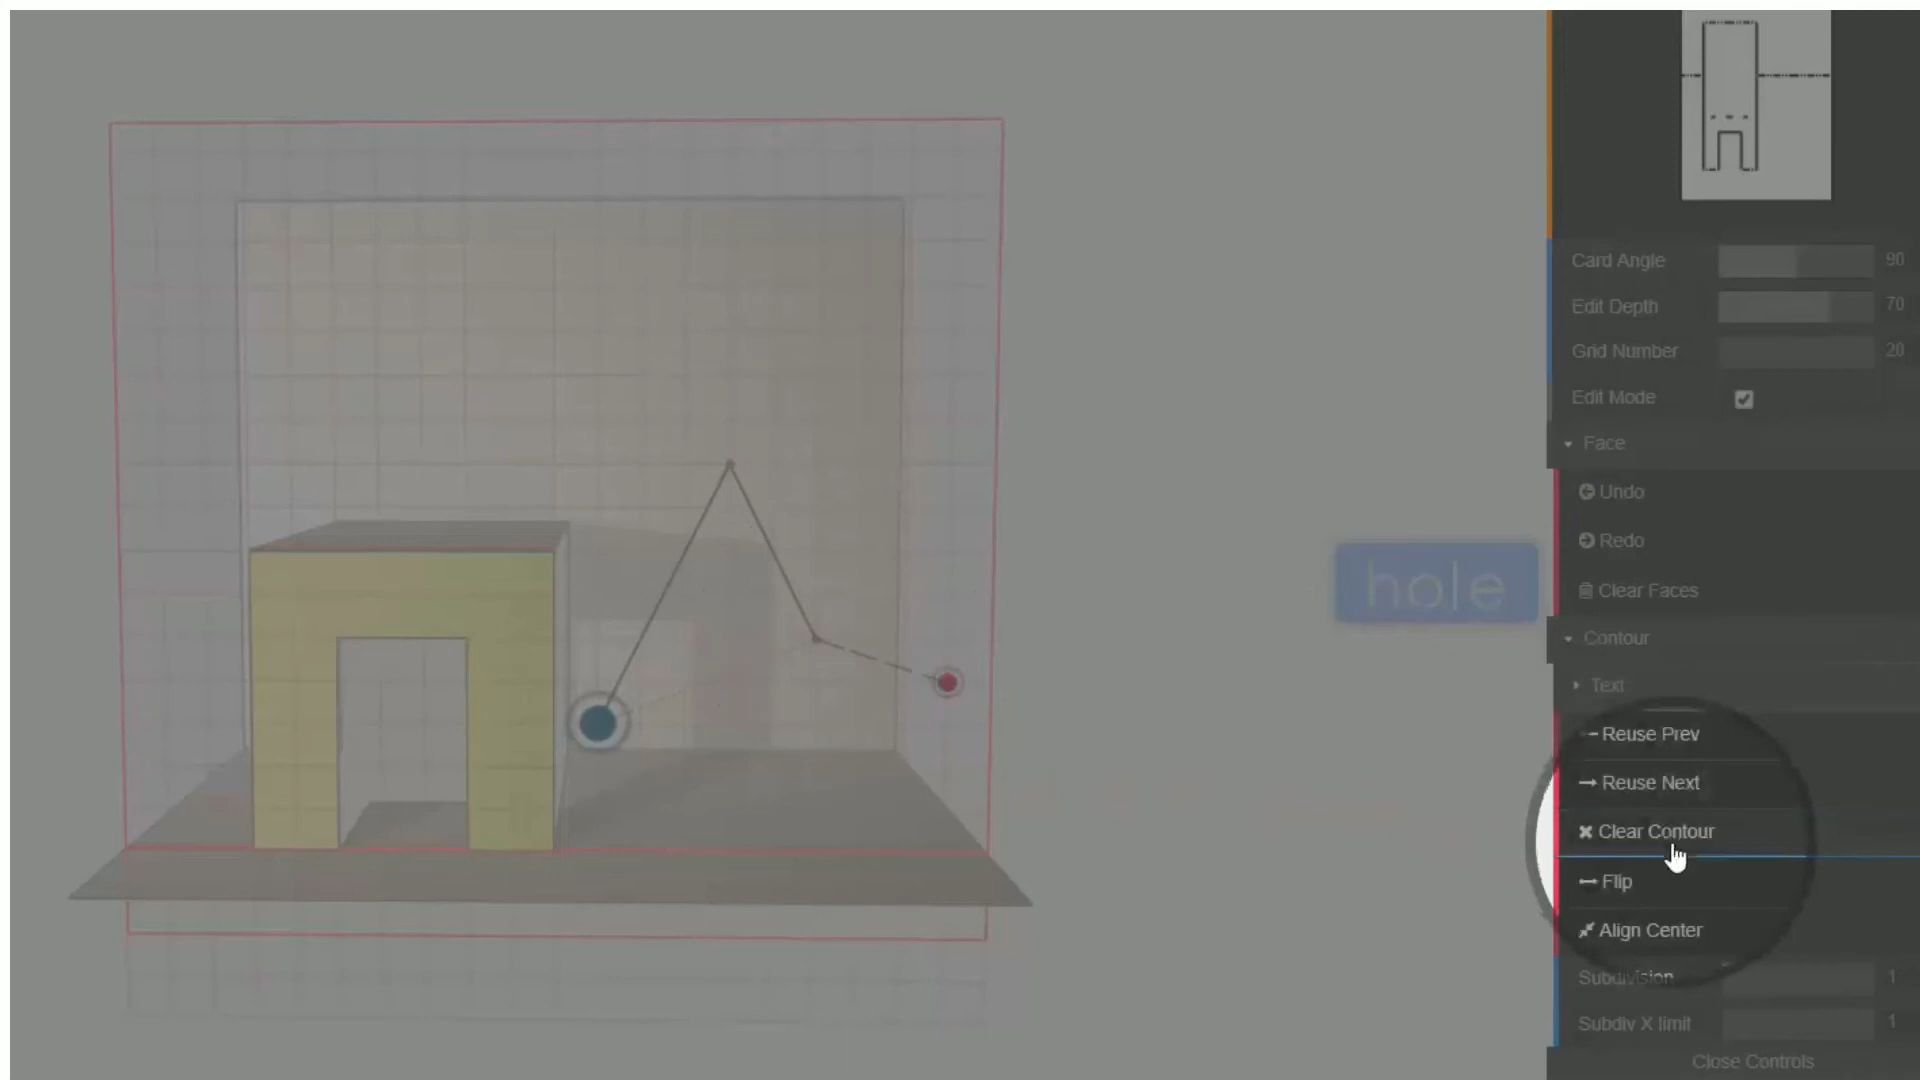 Card Angle 90
Edit Depth 70
Grid Number 20
Edit Mode
Face
Undo
Redo
hole
Clear Faces
Contour
Text
Reuse Prev
Reuse Next
Clear Contour
Flip
Align Center
Subdivision 1
Subdiv X limit 1
Close Controls